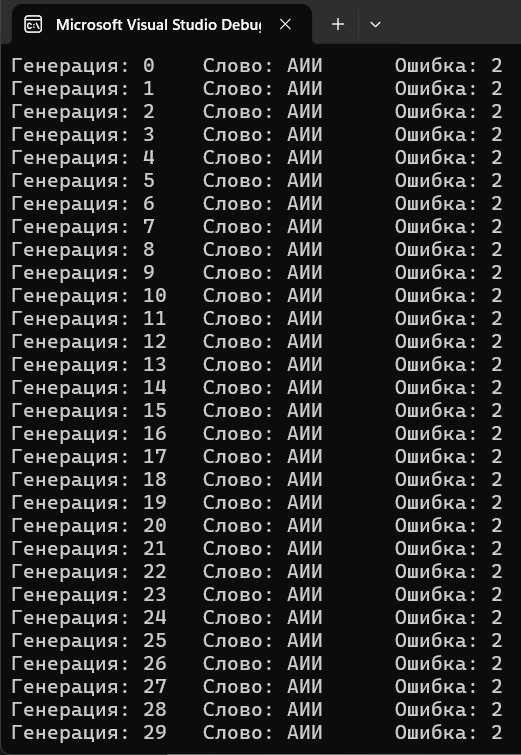 Microsoft Visual Studio Debug
Генерация: 0 Слово: АИИ Ошибка: 2
Генерация: 1 Слово: АИИ Ошибка: 2
Генерация: 2 Слово: АИИ Ошибка: 2
Генерация: 3 Слово: АИИ Ошибка: 2
Генерация: 4 Слово: АИИ Ошибка: 2
Генерация: 5 Слово: АИИ Ошибка: 2
Генерация: 6 Слово: АИИ Ошибка: 2
Генерация: 7 Слово: АИИ Ошибка: 2
Генерация: 8 Слово: АИИ Ошибка: 2
Генерация: 9 Слово: АИИ Ошибка: 2
Генерация: 10 Слово: АИИ Ошибка: 2
Генерация: 11 Слово: АИИ Ошибка: 2
Генерация: 12 Слово: АИИ Ошибка: 2
Генерация: 13 Слово: АИИ Ошибка: 2
Генерация: 14 Слово: АИИ Ошибка: 2
Генерация: 15 Слово: АИИ Ошибка: 2
Генерация: 16 Слово: АИИ Ошибка: 2
Генерация: 17 Слово: АИИ Ошибка: 2
Генерация: 18 Слово: АИИ Ошибка: 2
Генерация: 19 Слово: АИИ Ошибка: 2
Генерация: 20 Слово: АИИ Ошибка: 2
Генерация: 21 Слово: АИИ Ошибка: 2
Генерация: 22 Слово: АИИ Ошибка: 2
Генерация: 23 Слово: АИИ Ошибка: 2
Генерация: 24 Слово: АИИ Ошибка: 2
Генерация: 25 Слово: АИИ Ошибка: 2
Генерация: 26 Слово: АИИ Ошибка: 2
Генерация: 27 Слово: АИИ Ошибка: 2
Генерация: 28 Слово: АИИ Ошибка: 2
Генерация: 29 Слово: АИИ Ошибка: 2